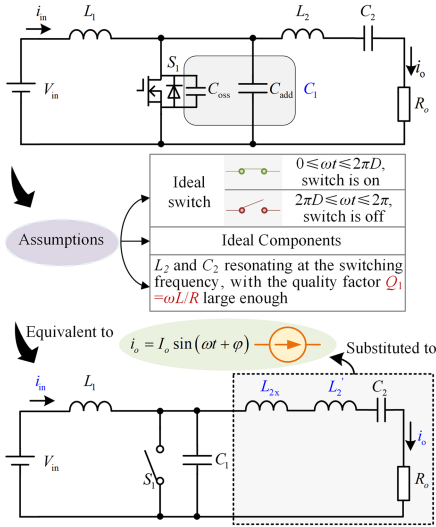 i_in L_1 L_2 C_2
S_1 i_o
V_in C_oss C_add C_1 R_o
Assumptions
Ideal switch
0≤ωt≤2πD, switch is on
2πD≤ωt≤2π, switch is off
Ideal Components
L_2 and C_2 resonating at the switching
frequency, with the quality factor Q_1
=ωL/R large enough
Equivalent to
i_o = I_o sin(ωt+φ)
Substituted to
i_in L_1 L_2x L_2' C_2
i_o
V_in S_1 C_1 R_o